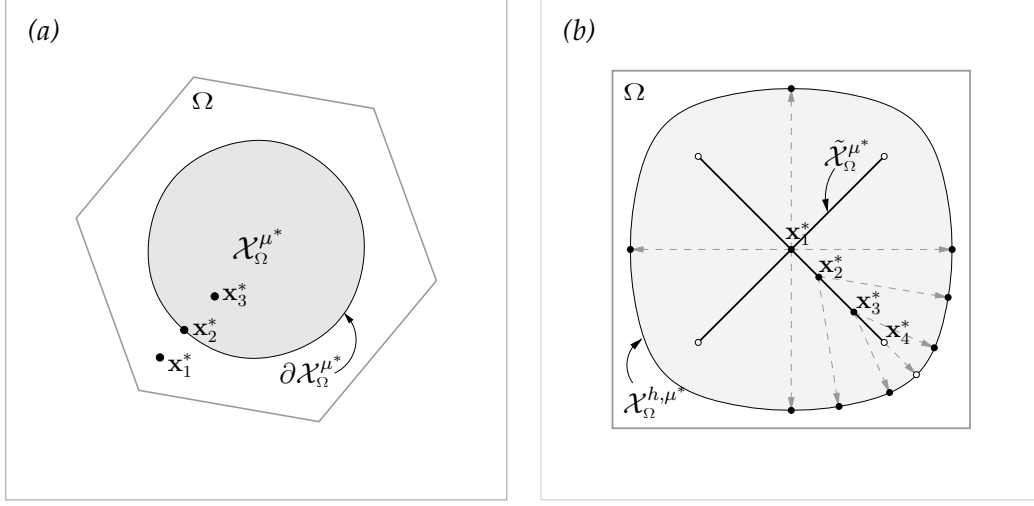 (a)
Ω
𝒳_Ω^{μ*}
x₃*
x₂*
x₁*
∂𝒳_Ω^{μ*}
(b)
Ω
𝒳̃_Ω^{μ*}
x₁*
x₂*
x₃*
x₄*
𝒳_Ω^{h,μ*}